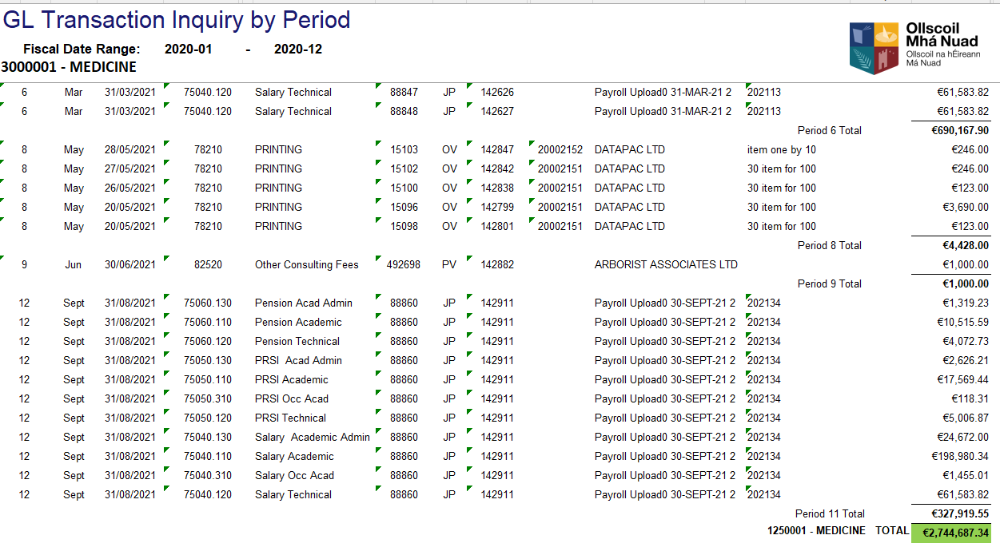 GL Transaction Inquiry by Period
Fiscal Date Range: 2020-01 - 2020-12
3000001 - MEDICINE
Ollscoil
Mhá Nuad
Ollscoil na hÉireann
Má Nuad
6 Mar 31/03/2021 75040.120 Salary Technical 88847 JP 142626 Payroll Upload0 31-MAR-21 2 202113 €61,583.82
6 Mar 31/03/2021 75040.120 Salary Technical 88848 JP 142627 Payroll Upload0 31-MAR-21 2 202113 €61,583.82
Period 6 Total €690,167.90
8 May 28/05/2021 78210 PRINTING 15103 OV 142847 20002152 DATAPAC LTD item one by 10 €246.00
8 May 27/05/2021 78210 PRINTING 15102 OV 142842 20002151 DATAPAC LTD 30 item for 100 €246.00
8 May 26/05/2021 78210 PRINTING 15100 OV 142838 20002151 DATAPAC LTD 30 item for 100 €123.00
8 May 20/05/2021 78210 PRINTING 15096 OV 142799 20002151 DATAPAC LTD 30 item for 100 €3,690.00
8 May 20/05/2021 78210 PRINTING 15098 OV 142801 20002151 DATAPAC LTD 30 item for 100 €123.00
Period 8 Total €4,428.00
9 Jun 30/06/2021 82520 Other Consulting Fees 492698 PV 142882 ARBORIST ASSOCIATES LTD €1,000.00
Period 9 Total €1,000.00
12 Sept 31/08/2021 75060.130 Pension Acad Admin 88860 JP 142911 Payroll Upload0 30-SEPT-21 2 202134 €1,319.23
12 Sept 31/08/2021 75060.110 Pension Academic 88860 JP 142911 Payroll Upload0 30-SEPT-21 2 202134 €10,515.59
12 Sept 31/08/2021 75060.120 Pension Technical 88860 JP 142911 Payroll Upload0 30-SEPT-21 2 202134 €4,072.73
12 Sept 31/08/2021 75050.130 PRSI Acad Admin 88860 JP 142911 Payroll Upload0 30-SEPT-21 2 202134 €2,626.21
12 Sept 31/08/2021 75050.110 PRSI Academic 88860 JP 142911 Payroll Upload0 30-SEPT-21 2 202134 €17,569.44
12 Sept 31/08/2021 75050.310 PRSI Occ Acad 88860 JP 142911 Payroll Upload0 30-SEPT-21 2 202134 €118.31
12 Sept 31/08/2021 75050.120 PRSI Technical 88860 JP 142911 Payroll Upload0 30-SEPT-21 2 202134 €5,006.87
12 Sept 31/08/2021 75040.130 Salary Academic Admin 88860 JP 142911 Payroll Upload0 30-SEPT-21 2 202134 €24,672.00
12 Sept 31/08/2021 75040.110 Salary Academic 88860 JP 142911 Payroll Upload0 30-SEPT-21 2 202134 €198,980.34
12 Sept 31/08/2021 75040.310 Salary Occ Acad 88860 JP 142911 Payroll Upload0 30-SEPT-21 2 202134 €1,455.01
12 Sept 31/08/2021 75040.120 Salary Technical 88860 JP 142911 Payroll Upload0 30-SEPT-21 2 202134 €61,583.82
Period 11 Total €327,919.55
1250001 - MEDICINE TOTAL €2,744,687.34